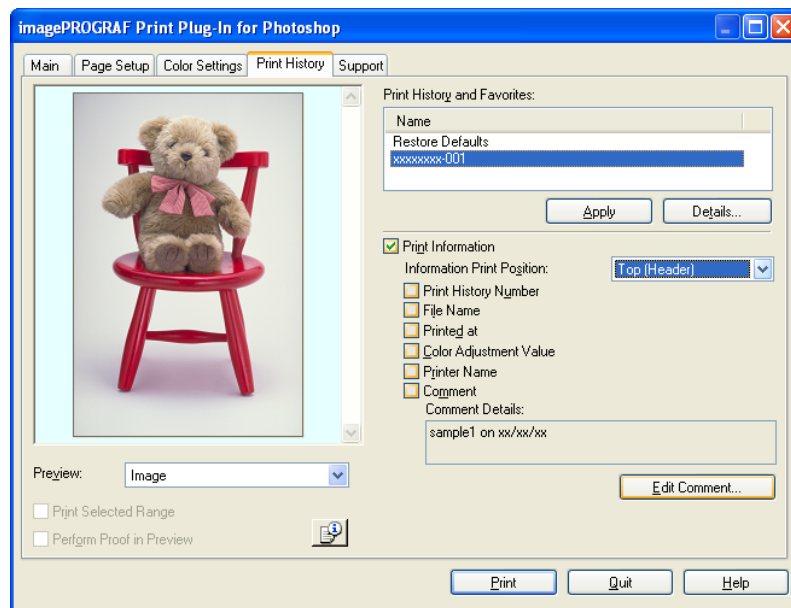 imagePROGRAF Print Plug-In for Photoshop
Main Page Setup Color Settings Print History Support
Print History and Favorites:
Name
Restore Defaults
xxxxxxxx-001
Apply Details...
Print Information
Information Print Position: Top (Header)
Print History Number
File Name
Printed at
Color Adjustment Value
Printer Name
Comment
Comment Details:
sample1 on xx/xx/xx
Edit Comment...
Preview: Image
Print Selected Range
Perform Proof in Preview
Print Quit Help